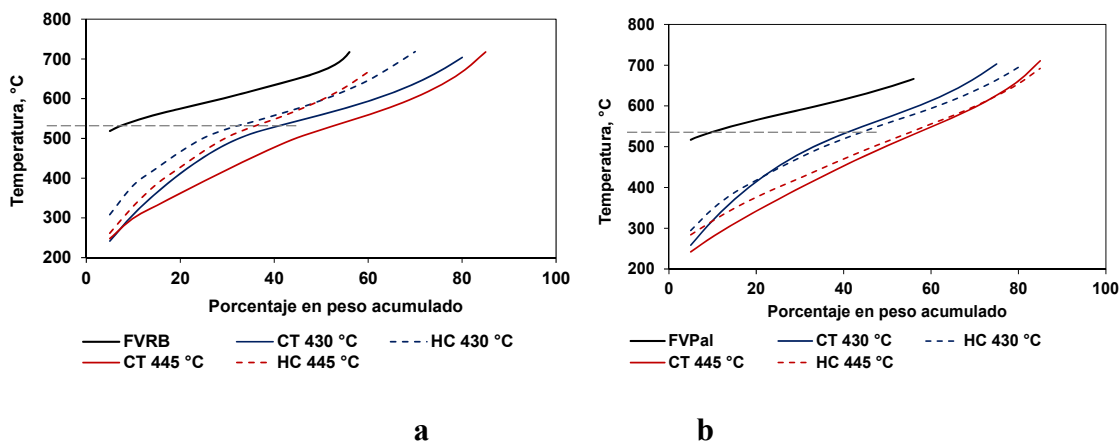 800
700
600
500
400
300
200
Temperatura, °C
0 20 40 60 80 100
Porcentaje en peso acumulado
FVRB CT 430 °C HC 430 °C
CT 445 °C HC 445 °C
a
800
700
600
500
400
300
200
Temperatura, °C
0 20 40 60 80 100
Porcentaje en peso acumulado
FVPal CT 430 °C HC 430 °C
CT 445 °C HC 445 °C
b